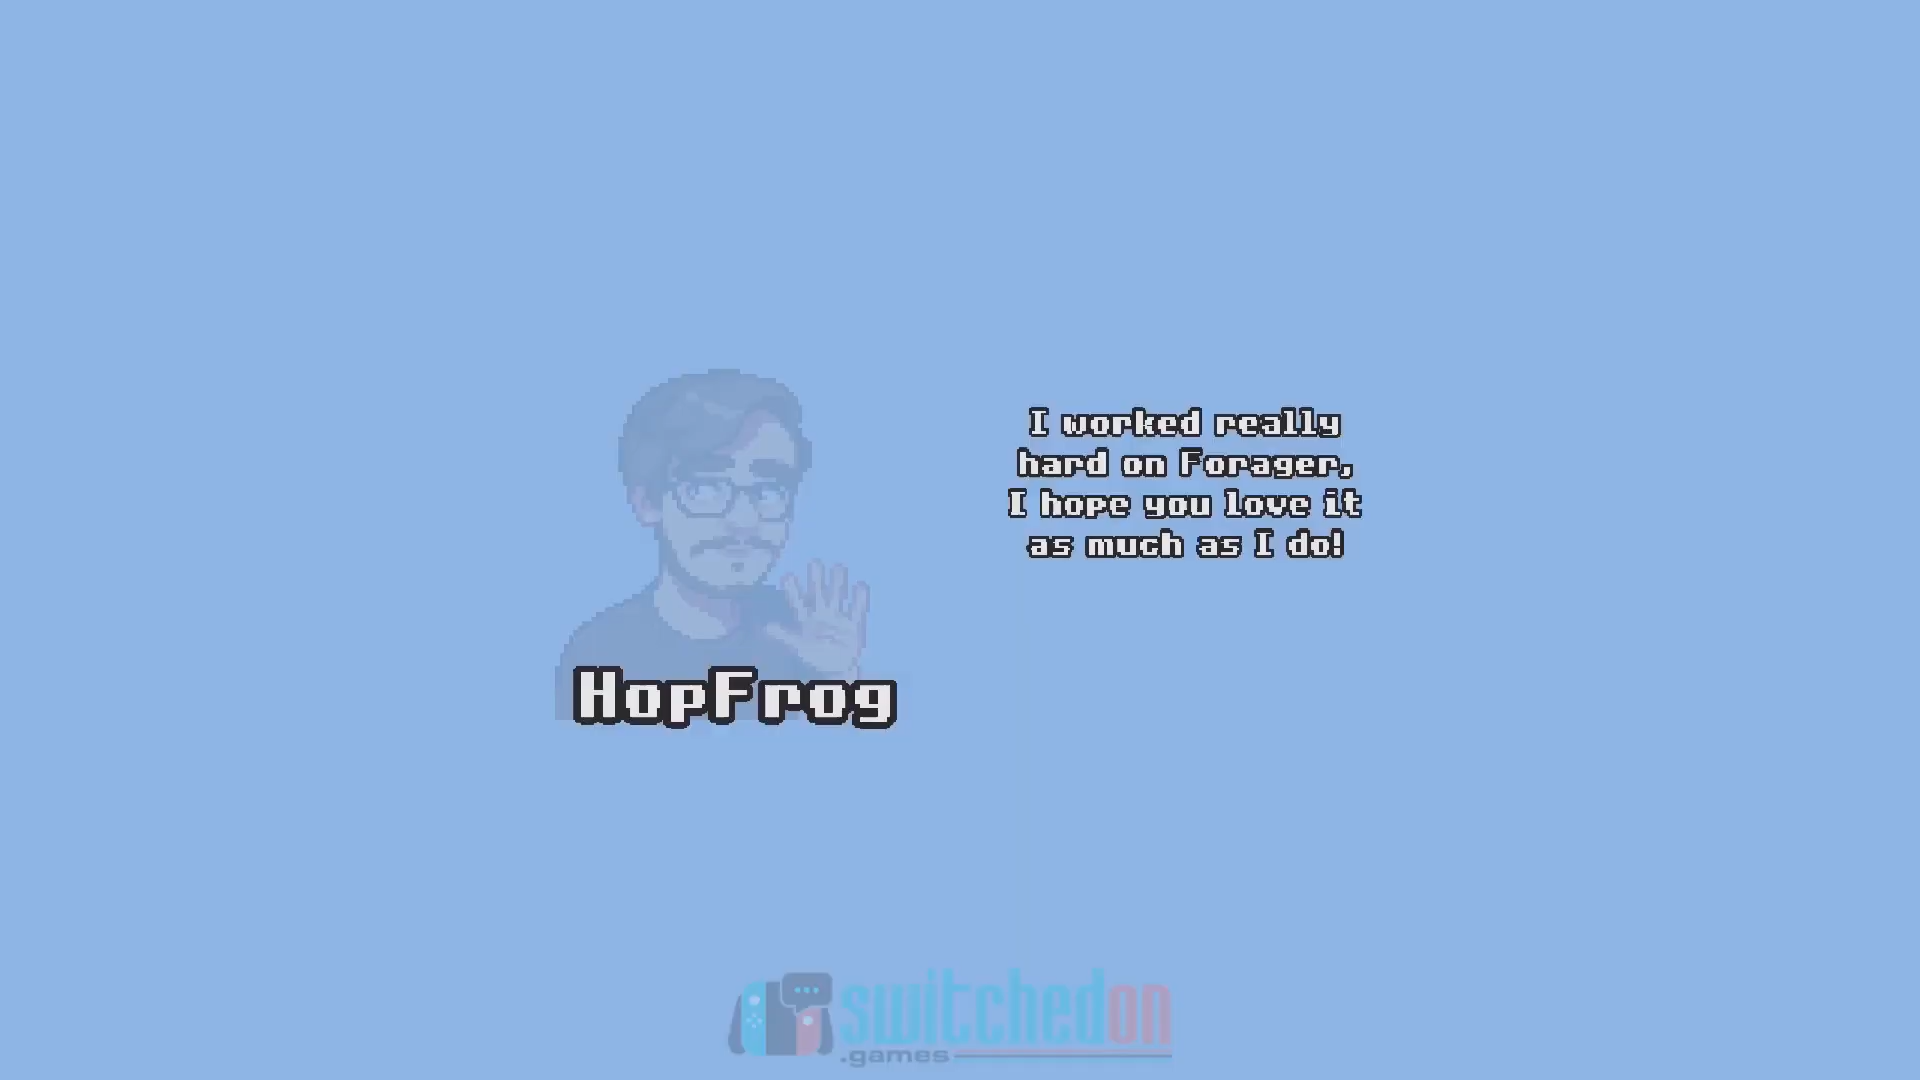 I worked really
hard on Forager,
I hope you love it
as much as I do!
HopFrog
switchedon
.games